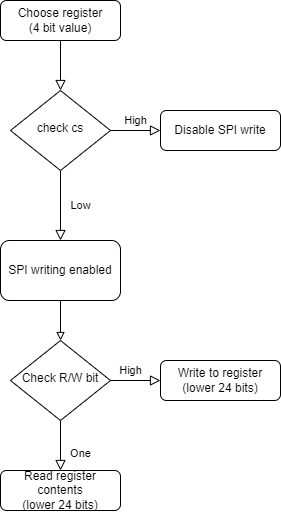 Choose register
(4 bit value)
check cs
High
Disable SPI write
Low
SPI writing enabled
Check R/W bit
High
Write to register
(lower 24 bits)
One
Read register
contents
(lower 24 bits)